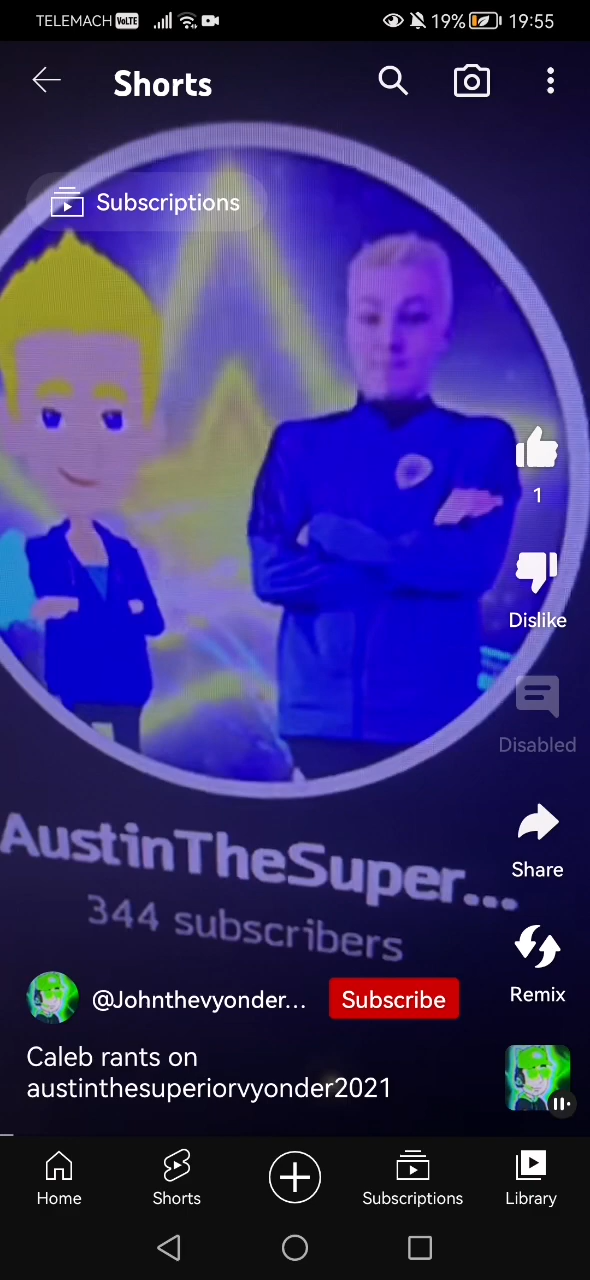 TELEMACH VoLTE 19% 19:55
Shorts
Subscriptions
1
Dislike
Disabled
AustinTheSuper...
344 subscribers
Share
@Johnthevyonder... Subscribe
Remix
Caleb rants on
austinthesuperiorvyonder2021
Home Shorts Subscriptions Library